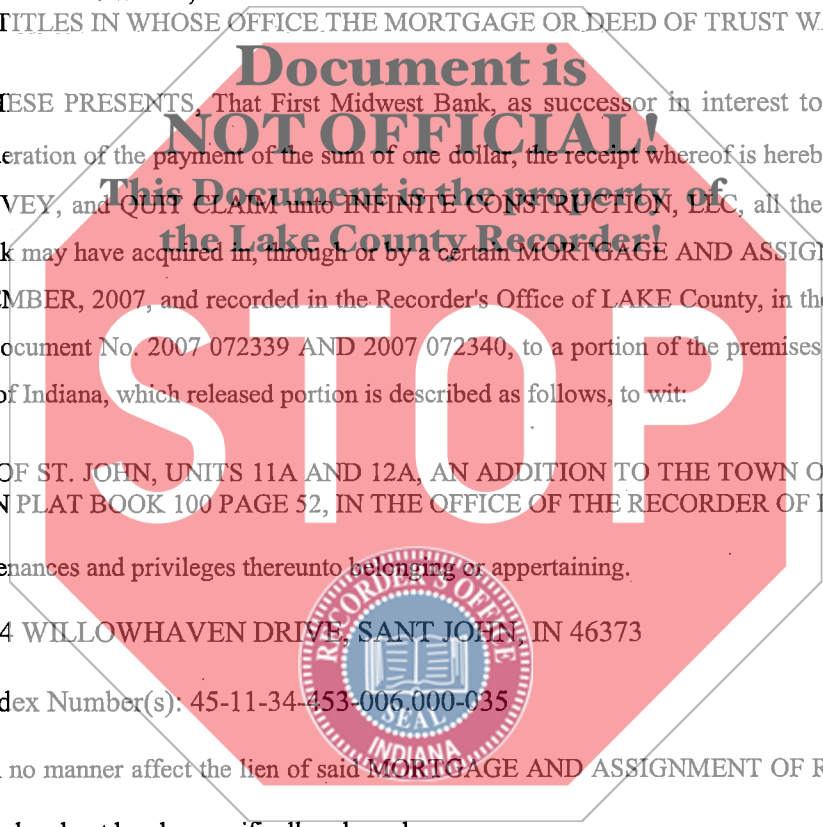 TITLES IN WHOSE OFFICE THE MORTGAGE OR DEED OF TRUST W
Document is
ESE PRESENTS, That First Midwest Bank, as successor in interest to
NOT OFFICIAL!
eration of the payment of the sum of one dollar, the receipt whereof is hereb
This Document is the property of
VEY, and QUIT CLAIM unto INFINITE CONSTRUCTION, LLC, all the
the Lake County Recorder!
k may have acquired in, through or by a certain MORTGAGE AND ASSIGN
EMBER, 2007, and recorded in the Recorder's Office of LAKE County, in the
ocument No. 2007 072339 AND 2007 072340, to a portion of the premises
of Indiana, which released portion is described as follows, to wit:
STOP
OF ST. JOHN, UNITS 11A AND 12A, AN ADDITION TO THE TOWN O
N PLAT BOOK 100 PAGE 52, IN THE OFFICE OF THE RECORDER OF
enances and privileges thereunto belonging or appertaining.
RECORDER'S OFFICE
4 WILLOWHAVEN DRIVE, SANT JOHN, IN 46373
dex Number(s): 45-11-34-453-006.000-035
SEAL
INDIANA
no manner affect the lien of said MORTGAGE AND ASSIGNMENT OF R